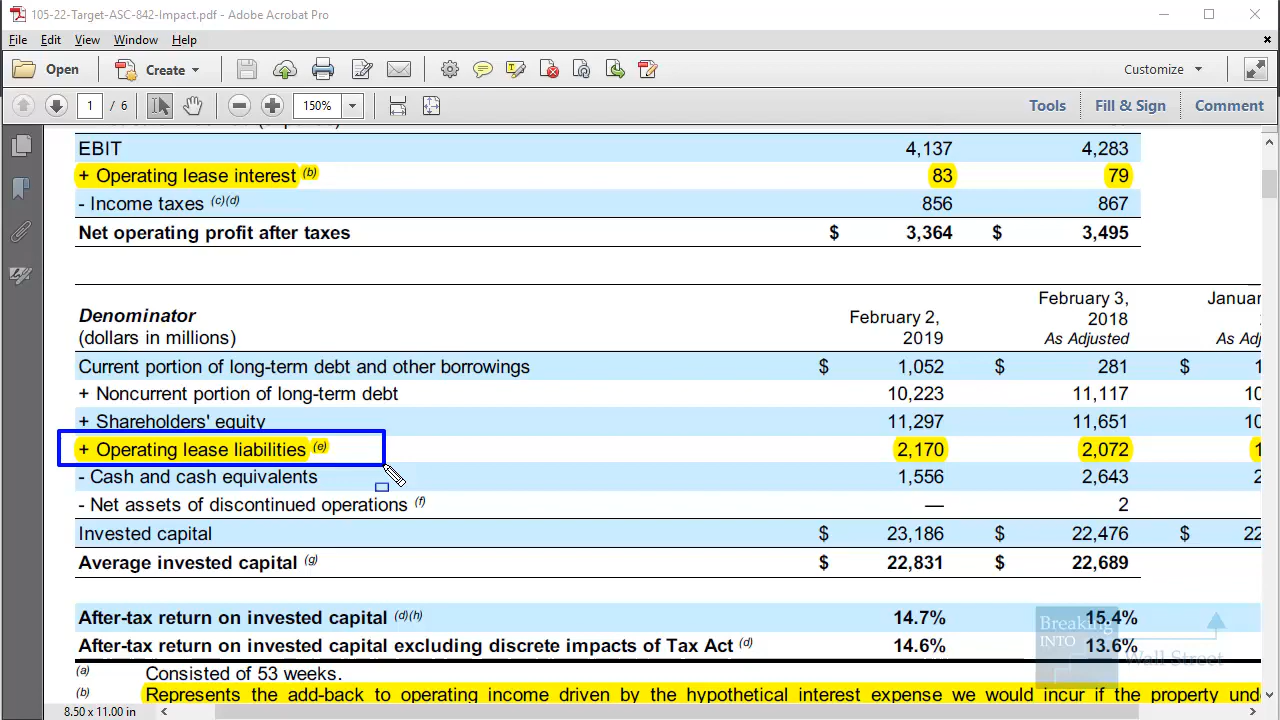 105-22-Target-ASC-842-Impact.pdf - Adobe Acrobat Pro
File Edit View Window Help
Open Create Customize
1 / 6 150% Tools Fill & Sign Comment
EBIT 4,137 4,283
+ Operating lease interest (b) 83 79
- Income taxes (c)(d) 856 867
Net operating profit after taxes $ 3,364 $ 3,495
Denominator
(dollars in millions)
February 2,
2019
February 3,
2018
As Adjusted
Januar
As Adj
Current portion of long-term debt and other borrowings $ 1,052 $ 281 $ 1
+ Noncurrent portion of long-term debt 10,223 11,117 10
+ Shareholders' equity 11,297 11,651 10
+ Operating lease liabilities (e) 2,170 2,072 1
- Cash and cash equivalents 1,556 2,643 2
- Net assets of discontinued operations (f) — 2
Invested capital $ 23,186 $ 22,476 $ 22
Average invested capital (g) $ 22,831 $ 22,689
After-tax return on invested capital (d)(h) 14.7% 15.4%
After-tax return on invested capital excluding discrete impacts of Tax Act (d) 14.6% 13.6%
Breaking
INTO
Wall Street
(a) Consisted of 53 weeks.
(b) Represents the add-back to operating income driven by the hypothetical interest expense we would incur if the property und
8.50 x 11.00 in